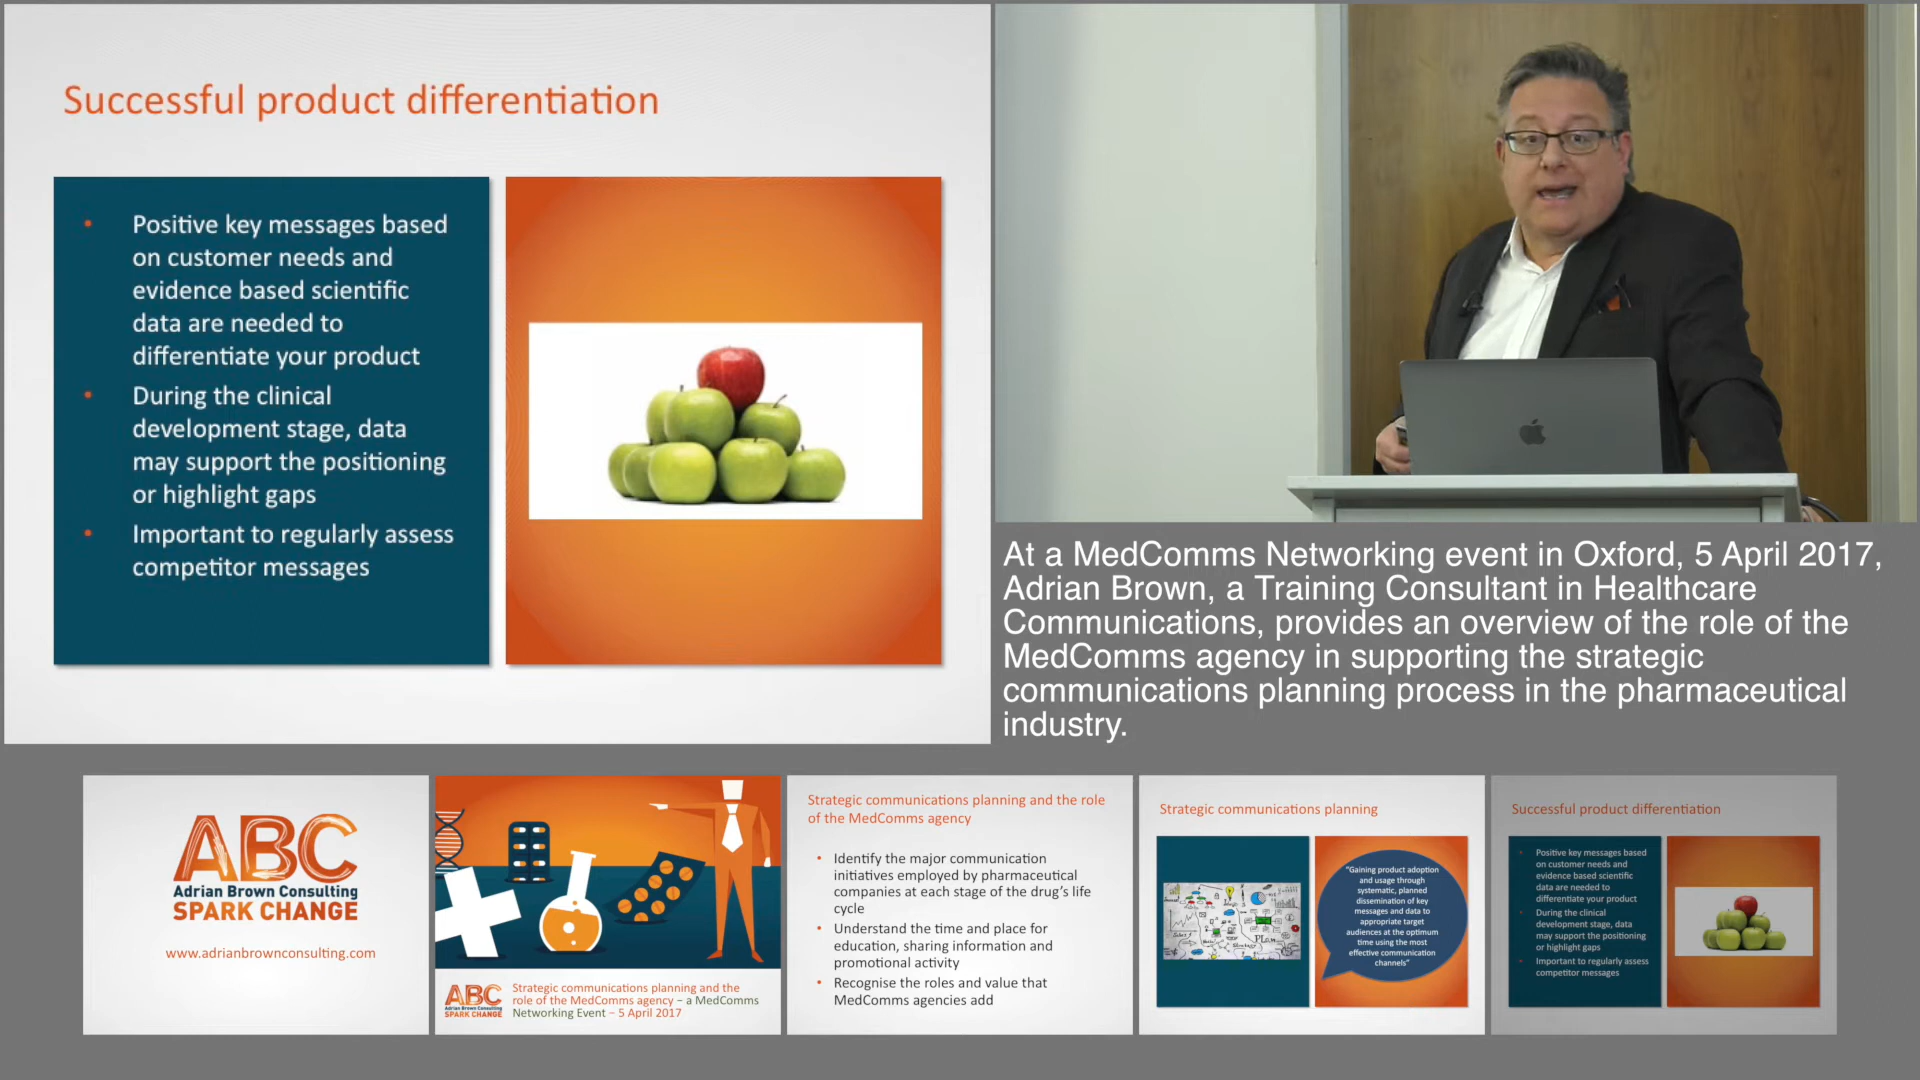 Successful product differentiation
• Positive key messages based
on customer needs and
evidence based scientific
data are needed to
differentiate your product
• During the clinical
development stage, data
may support the positioning
or highlight gaps
• Important to regularly assess
competitor messages
At a MedComms Networking event in Oxford, 5 April 2017,
Adrian Brown, a Training Consultant in Healthcare
Communications, provides an overview of the role of the
MedComms agency in supporting the strategic
communications planning process in the pharmaceutical
industry.
ABC
Adrian Brown Consulting
SPARK CHANGE
www.adrianbrownconsulting.com
ABC
Adrian Brown Consulting
SPARK CHANGE
Strategic communications planning and the
role of the MedComms agency – a MedComms
Networking Event – 5 April 2017
Strategic communications planning and the role
of the MedComms agency
• Identify the major communication
initiatives employed by pharmaceutical
companies at each stage of the drug's life
cycle
• Understand the time and place for
education, sharing information and
promotional activity
• Recognise the roles and value that
MedComms agencies add
Strategic communications planning
Plan
"Gaining product adoption
and usage through
systematic, planned
dissemination of key
messages and data to
appropriate target
audiences at the optimum
time using the most
effective communication
channels"
Successful product differentiation
• Positive key messages based
on customer needs and
evidence based scientific
data are needed to
differentiate your product
• During the clinical
development stage, data
may support the positioning
or highlight gaps
• Important to regularly assess
competitor messages